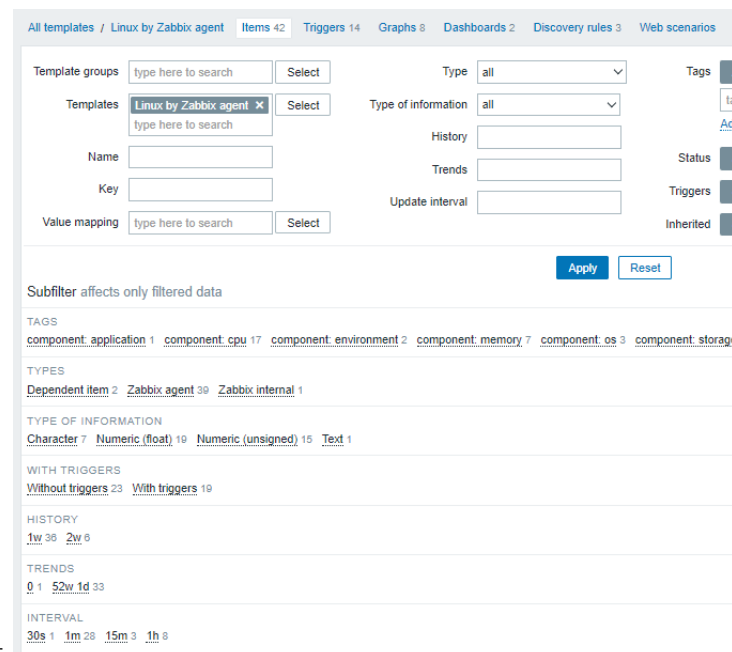 All templates / Linux by Zabbix agent Items 42 Triggers 14 Graphs 8 Dashboards 2 Discovery rules 3 Web scenarios
Template groups type here to search Select Type all Tags
Templates Linux by Zabbix agent × Select Type of information all
type here to search
History
Name Status
Trends
Key Triggers
Update interval
Value mapping type here to search Select Inherited
Apply Reset
Subfilter affects only filtered data
TAGS
component: application 1 component: cpu 17 component: environment 2 component: memory 7 component: os 3 component: storage
TYPES
Dependent item 2 Zabbix agent 39 Zabbix internal 1
TYPE OF INFORMATION
Character 7 Numeric (float) 19 Numeric (unsigned) 15 Text 1
WITH TRIGGERS
Without triggers 23 With triggers 19
HISTORY
1w 36 2w 6
TRENDS
0 1 52w 1d 33
INTERVAL
30s 1 1m 28 15m 3 1h 8